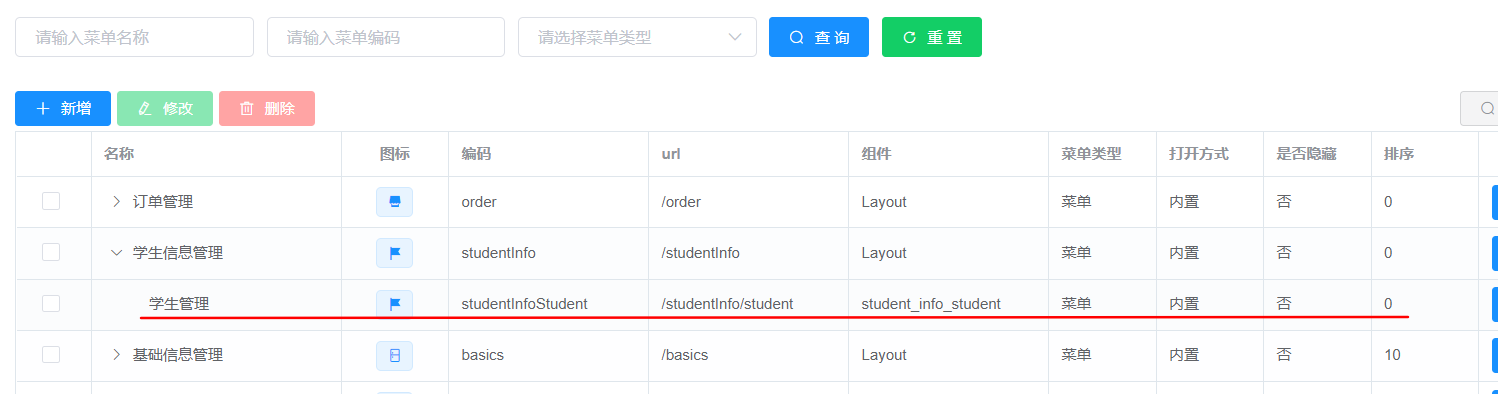 请输入菜单名称 请输入菜单编码 请选择菜单类型 查 询 重 置
新增 修改 删除
名称 图标 编码 url 组件 菜单类型 打开方式 是否隐藏 排序
订单管理 order /order Layout 菜单 内置 否 0
学生信息管理 studentInfo /studentInfo Layout 菜单 内置 否 0
学生管理 studentInfoStudent /studentInfo/student student_info_student 菜单 内置 否 0
基础信息管理 basics /basics Layout 菜单 内置 否 10